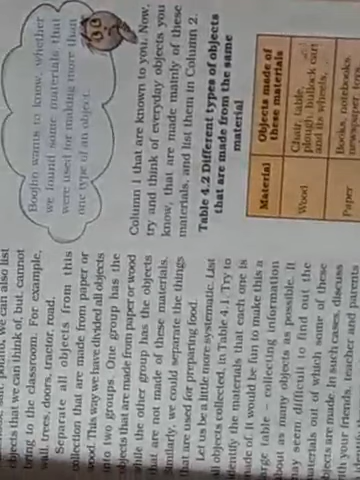 objects that we can think of, but, cannot
bring to the classroom. For example,
wall, trees, doors, tractor, road.
Separate all objects from this
collection that are made from paper or
wood. This way we have divided all objects
into two groups. One group has the
objects that are made from paper or wood
while the other group has the objects
that are not made of these materials.
Similarly, we could separate the things
that are used for preparing food.
Let us be a little more systematic. List
all objects collected, in Table 4.1. Try to
identify the materials that each one is
made of. It would be fun to make this a
large table – collecting information
about as many objects as possible. It
may seem difficult to find out the
materials out of which some of these
objects are made. In such cases, discuss
with your friends, teacher and parents
Boojho wants to know, whether
we found some materials that
were used for making more than
one type of an object.
Column 1 that are known to you. Now,
try and think of everyday objects you
know, that are made mainly of these
materials, and list them in Column 2.
Table 4.2 Different types of objects
that are made from the same
material
Material Objects made of
these materials
Wood Chair, table,
plough, bullock cart
and its wheels,
Paper Books, notebooks,